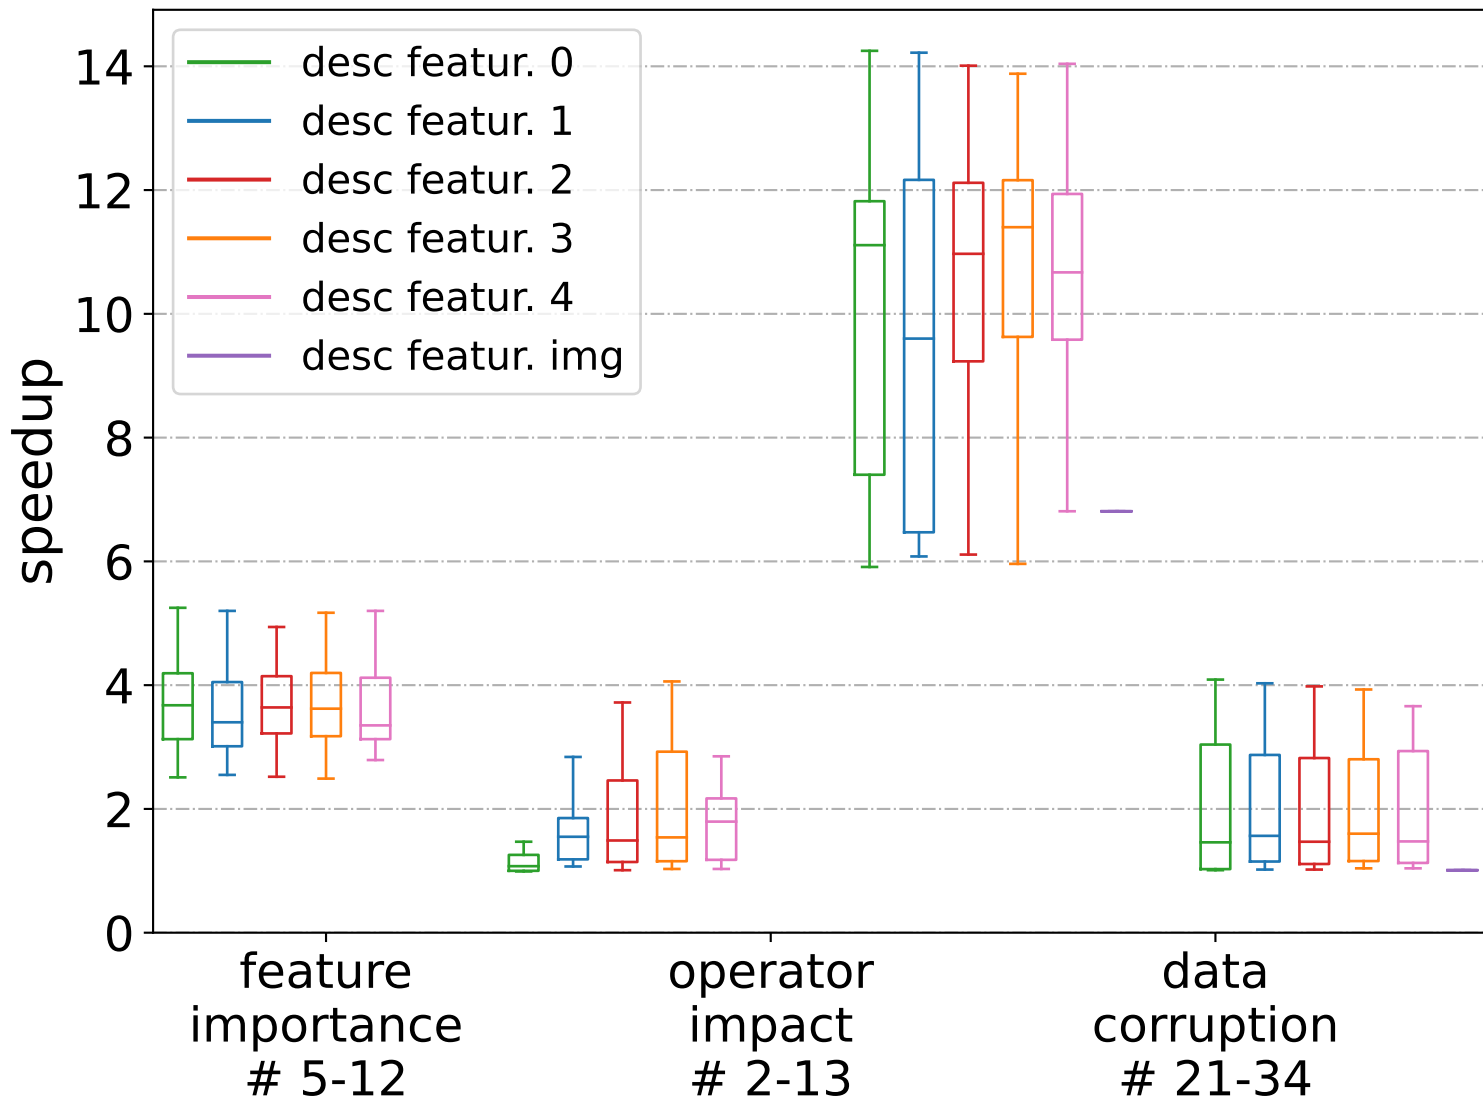 desc featur. 0
desc featur. 1
desc featur. 2
desc featur. 3
desc featur. 4
desc featur. img
speedup
14
12
10
8
6
4
2
0
feature
importance
# 5-12
operator
impact
# 2-13
data
corruption
# 21-34